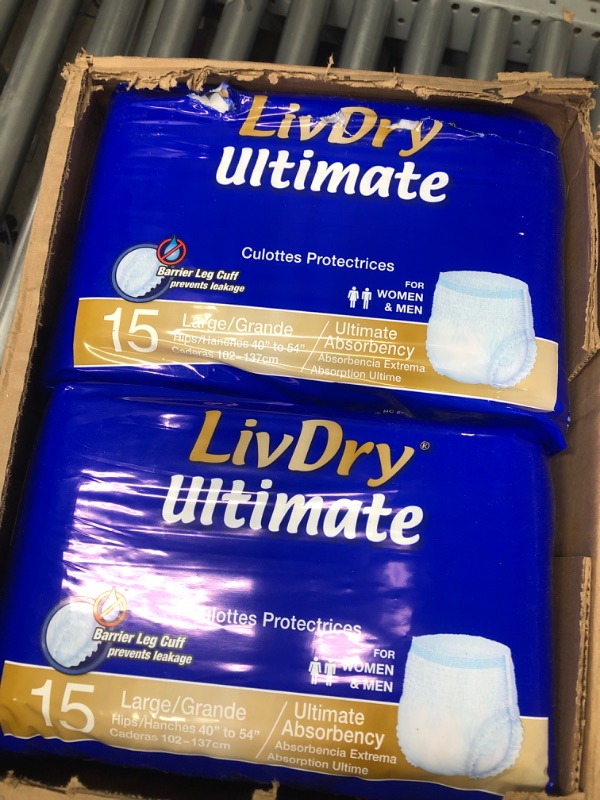 LivDry
Ultimate
Culottes Protectrices
Barrier Leg Cuff
prevents leakage
FOR
WOMEN
& MEN
15
Large/Grande
Hips/Hanches 40" to 54"
Caderas 102-137cm
Ultimate
Absorbency
Absorbencia Extrema
Absorption Ultime
LivDry®
Ultimate
Protectrices
Barrier Leg Cuff
prevents leakage
FOR
WOMEN
& MEN
15
Large/Grande
Hips/Hanches 40" to 54"
Caderas 102-137cm
Ultimate
Absorbency
Absorbencia Extrema
Absorption Ultime